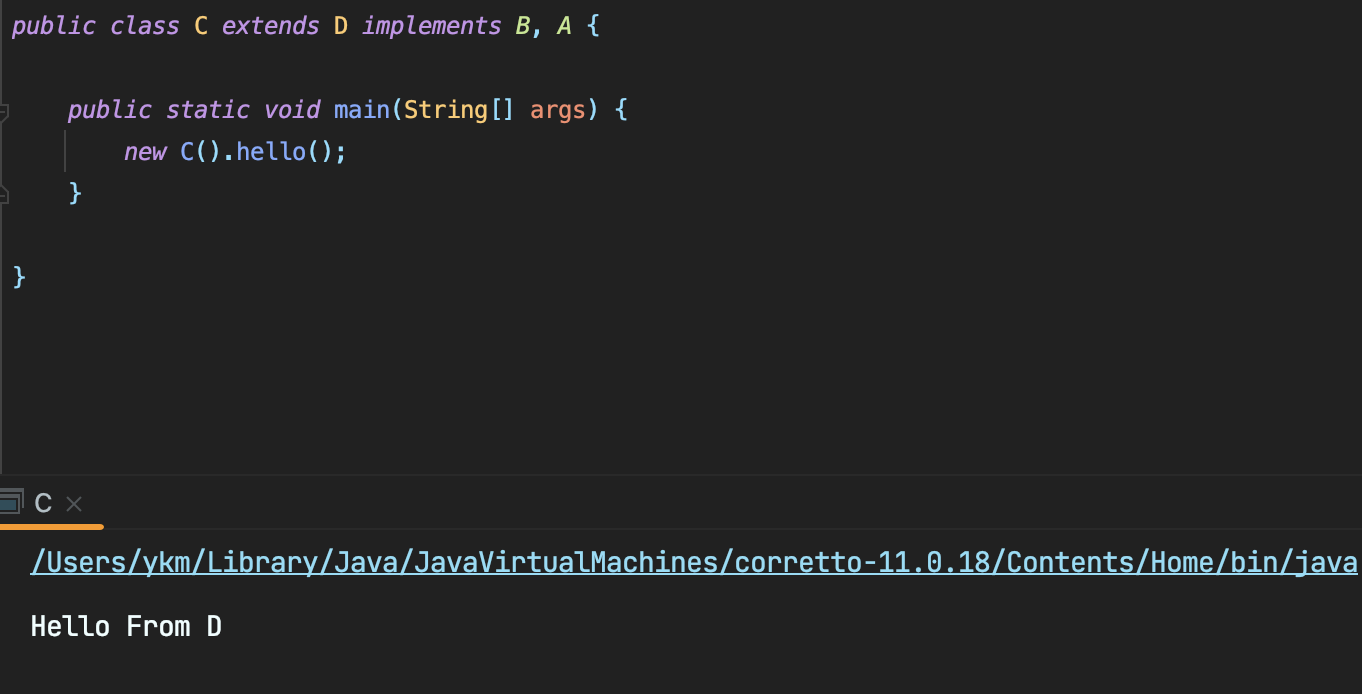 public class C extends D implements B, A {
public static void main(String[] args) {
new C().hello();
}
}
C
/Users/ykm/Library/Java/JavaVirtualMachines/corretto-11.0.18/Contents/Home/bin/java
Hello From D